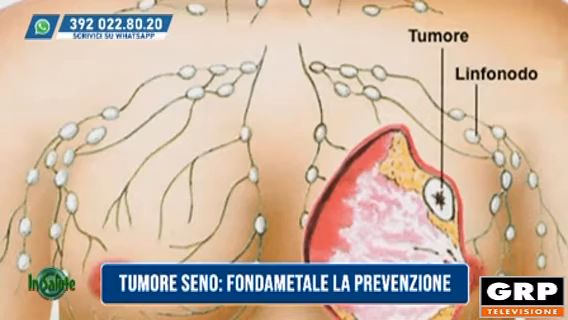 392 022.80.20
SCRIVICI SU WHATSAPP
Tumore
Linfonodo
InSalute
TUMORE SENO: FONDAMETALE LA PREVENZIONE
GRP
TELEVISIONE